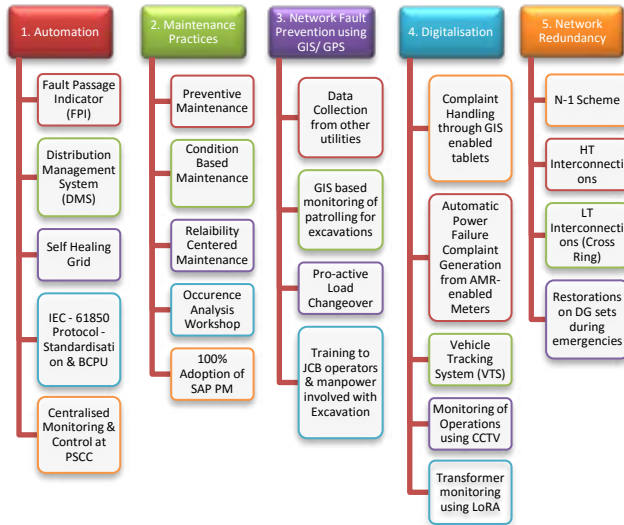 1. Automation
Fault Passage
Indicator
(FPI)
Distribution
Management
System
(DMS)
Self Healing
Grid
IEC - 61850
Protocol -
Standardisation
& BCPU
Centralised
Monitoring &
Control at
PSCC
2. Maintenance
Practices
Preventive
Maintenance
Condition
Based
Maintenance
Relaibility
Centered
Maintenance
Occurence
Analysis
Workshop
100%
Adoption of
SAP PM
3. Network Fault
Prevention using
GIS/ GPS
Data
Collection
from other
utilities
GIS based
monitoring of
patrolling for
excavations
Pro-active
Load
Changeover
Training to
JCB operators
& manpower
involved with
Excavation
4. Digitalisation
Complaint
Handling
through GIS
enabled
tablets
Automatic
Power
Failure
Complaint
Generation
from AMR-
enabled
Meters
Vehicle
Tracking
System (VTS)
Monitoring of
Operations
using CCTV
Transformer
monitoring
using LoRA
5. Network
Redundancy
N-1 Scheme
HT
Interconnecti
ons
LT
Interconnecti
ons (Cross
Ring)
Restorations
on DG sets
during
emergencies